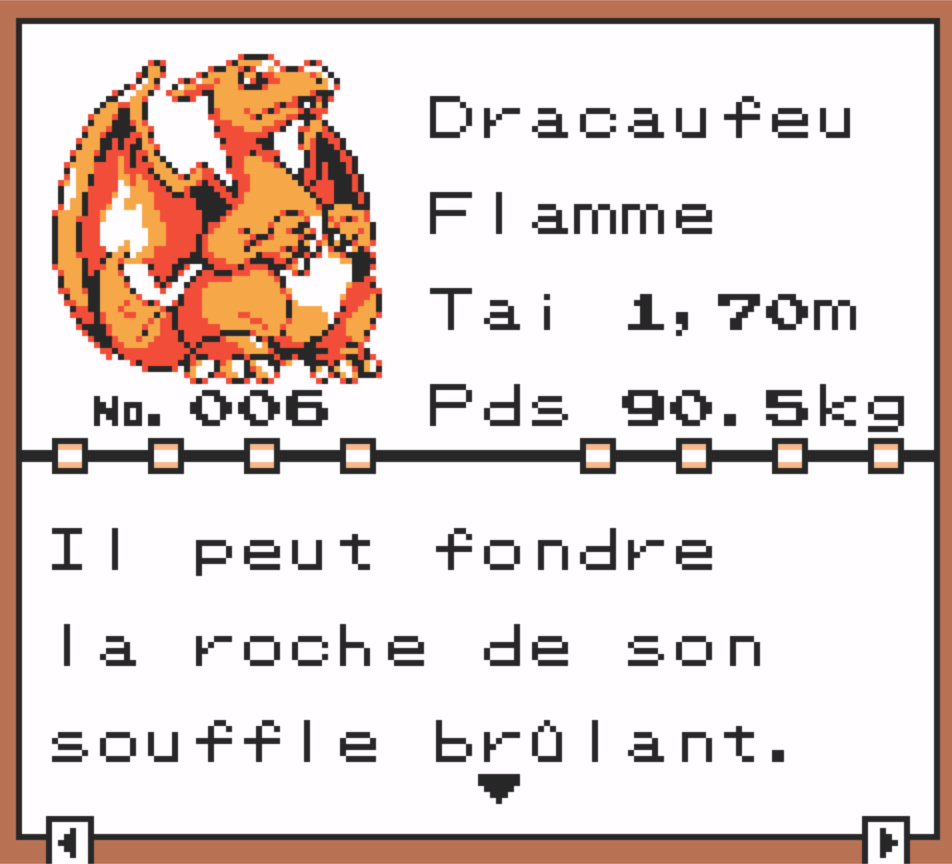 Dracaufeu
Flamme
Tai 1,70m
No. 006 Pds 90.5kg
Il peut fondre
la roche de son
souffle brûlant.